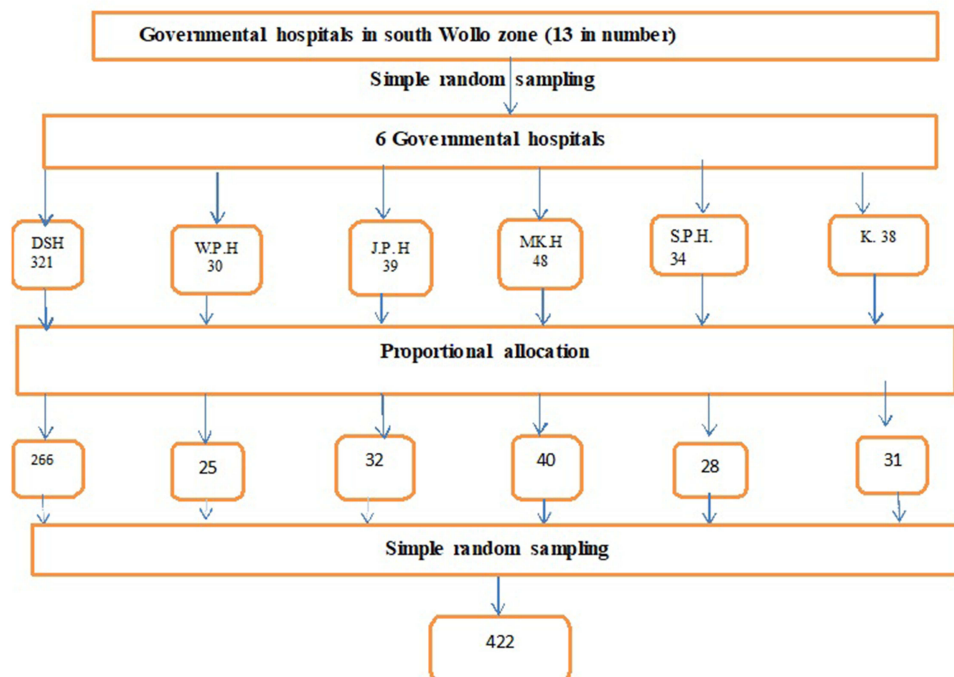 Governmental hospitals in south Wollo zone (13 in number)
Simple random sampling
6 Governmental hospitals
DSH
321
W.P.H
30
J.P. H
39
MK.H
48
S.P.H.
34
K. 38
Proportional allocation
266
25
32
40
28
31
Simple random sampling
422